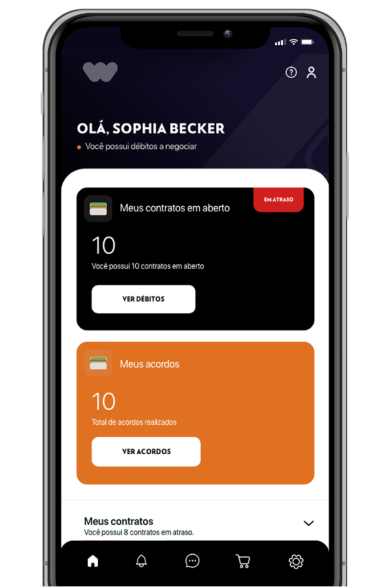 OLÁ, SOPHIA BECKER
Você possui débitos a negociar
EM ATRASO
Meus contratos em aberto
10
Você possui 10 contratos em aberto
VER DÉBITOS
Meus acordos
10
Total de acordos realizados
VER ACORDOS
Meus contratos
Você possui 8 contratos em atraso.